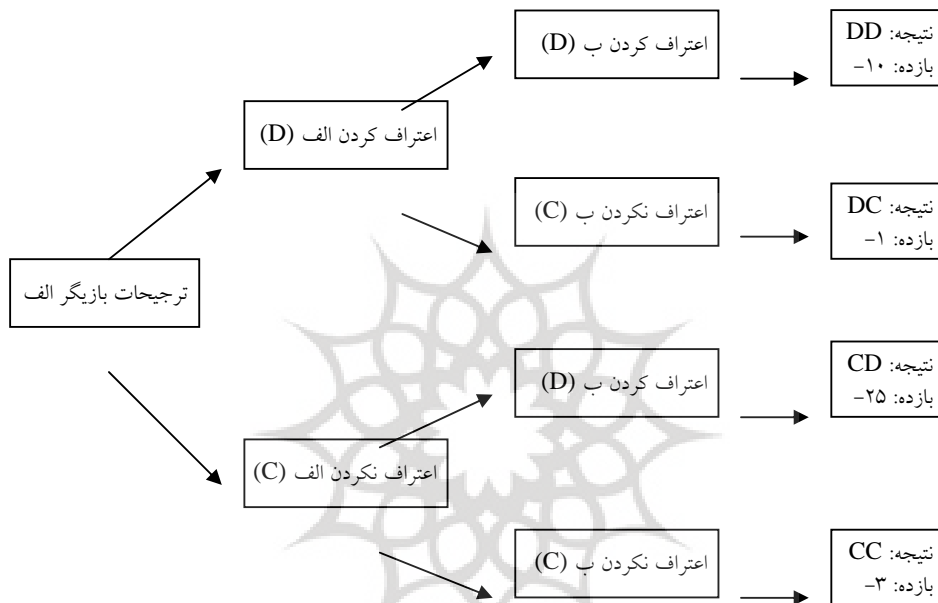 اعتراف کردن ب (D)
نتیجه: DD
بازده: ۱۰−
اعتراف کردن الف (D)
اعتراف نکردن ب (C)
نتیجه: DC
بازده: ۱−
ترجیحات بازیگر الف
اعتراف کردن ب (D)
نتیجه: CD
بازده: ۲۵−
اعتراف نکردن الف (C)
اعتراف نکردن ب (C)
نتیجه: CC
بازده: ۳−